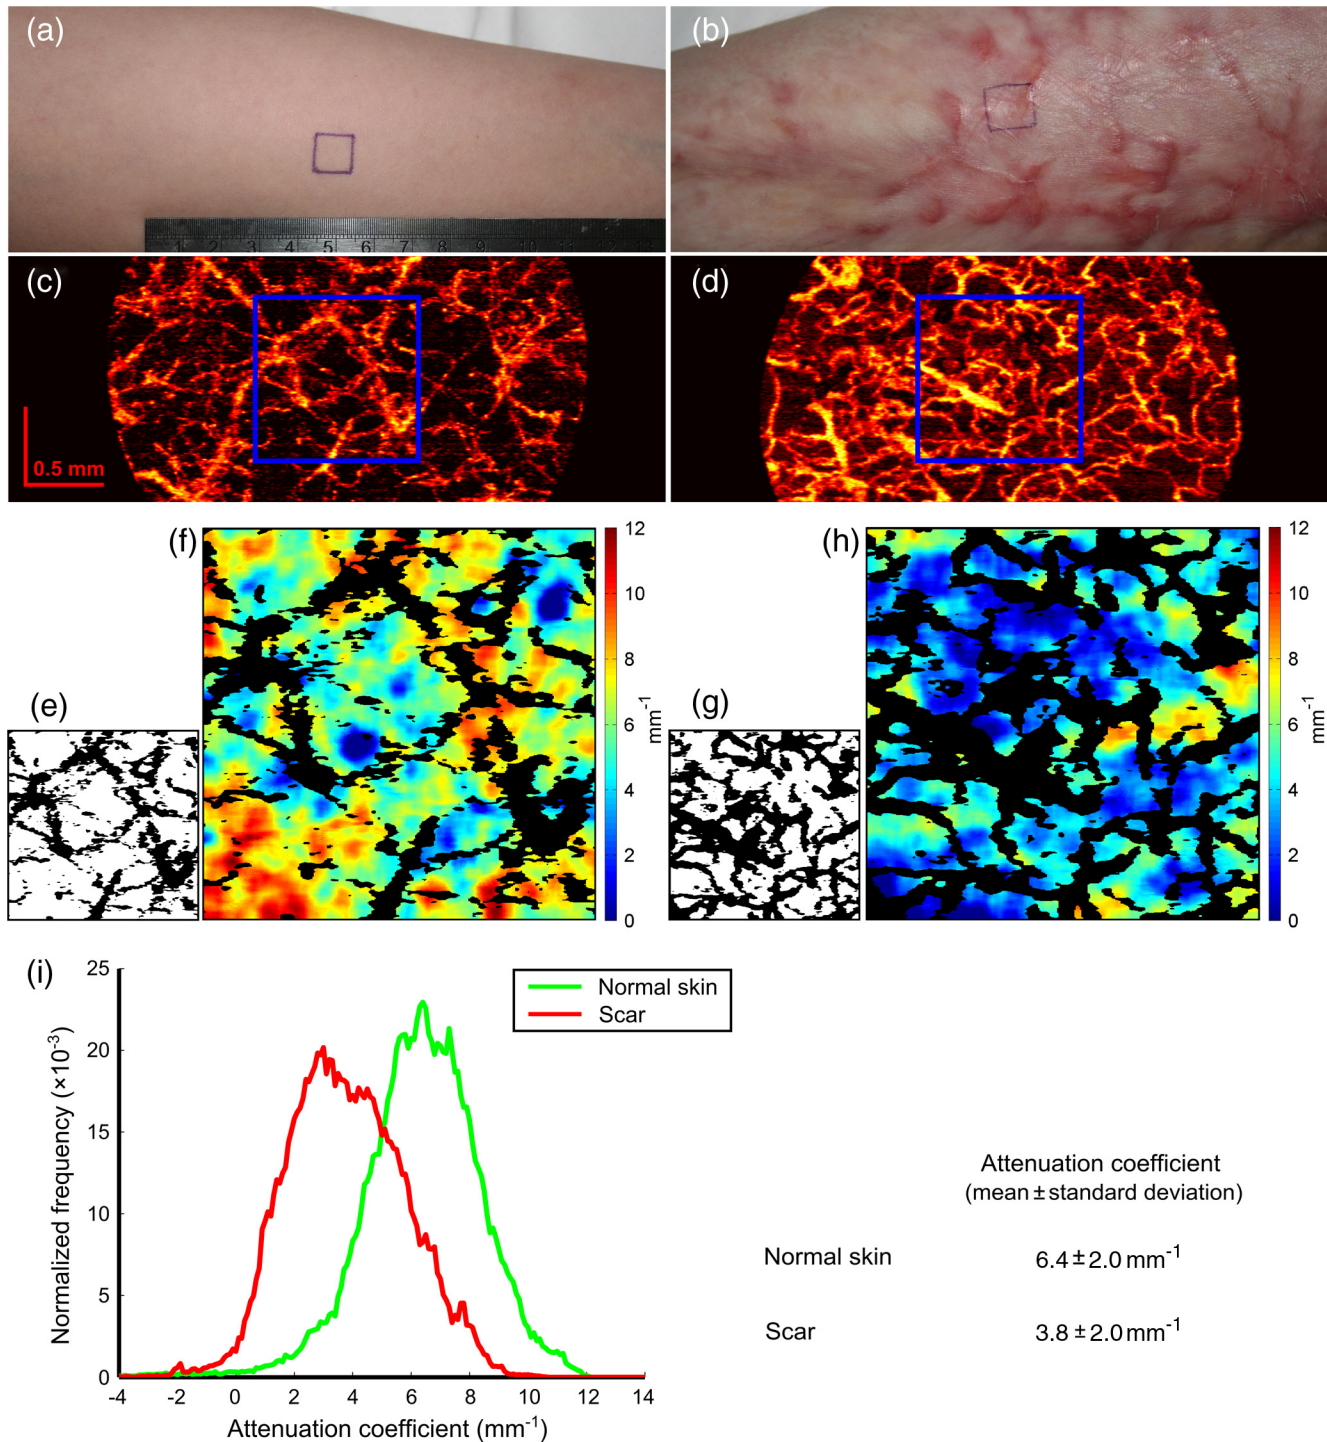 (a)
(b)
1 2 3 4 5 6 7 8 9 10 11 12 13
(c)
(d)
0.5 mm
(f)
12
10
8
6
4
2
0
mm⁻¹
(h)
12
10
8
6
4
2
0
mm⁻¹
(e)
(g)
(i)
25
20
15
10
5
0
Normalized frequency (×10⁻³)
Normal skin
Scar
-4 -2 0 2 4 6 8 10 12 14
Attenuation coefficient (mm⁻¹)
Attenuation coefficient
(mean ± standard deviation)
Normal skin 6.4 ± 2.0 mm⁻¹
Scar 3.8 ± 2.0 mm⁻¹